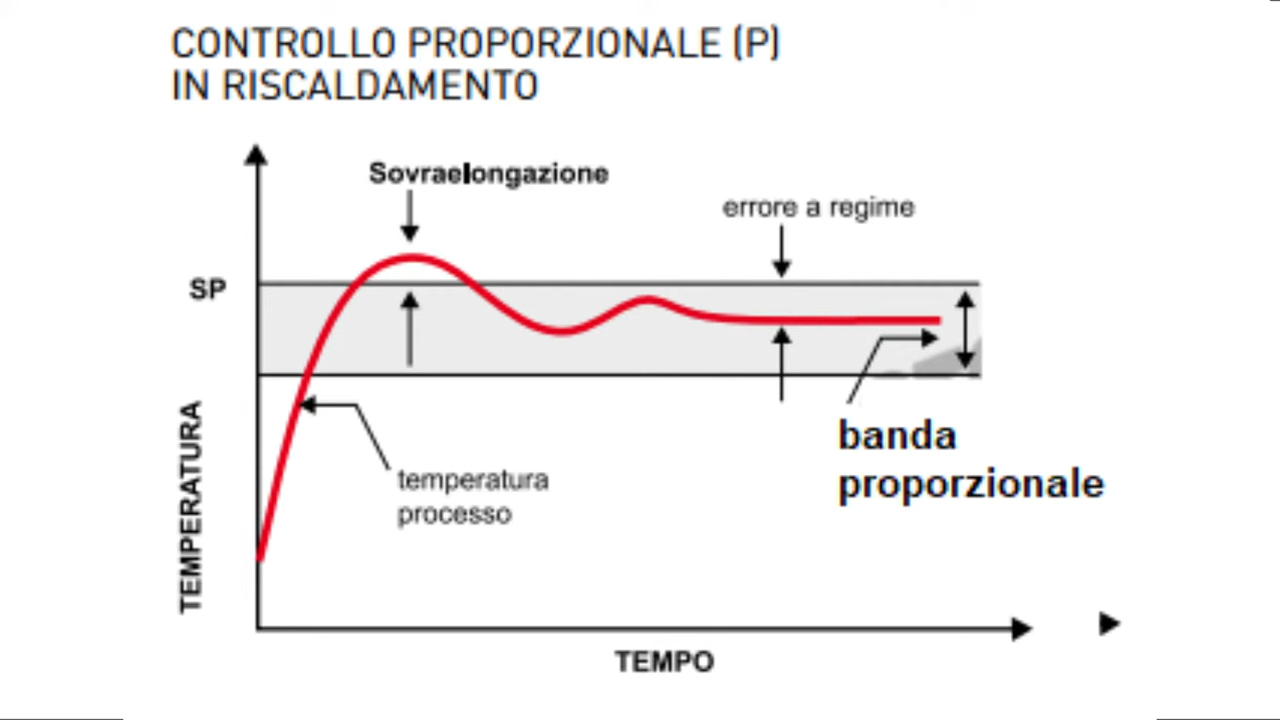 CONTROLLO PROPORZIONALE (P)
IN RISCALDAMENTO
Sovraelongazione
errore a regime
SP
TEMPERATURA
temperatura
processo
banda
proporzionale
TEMPO